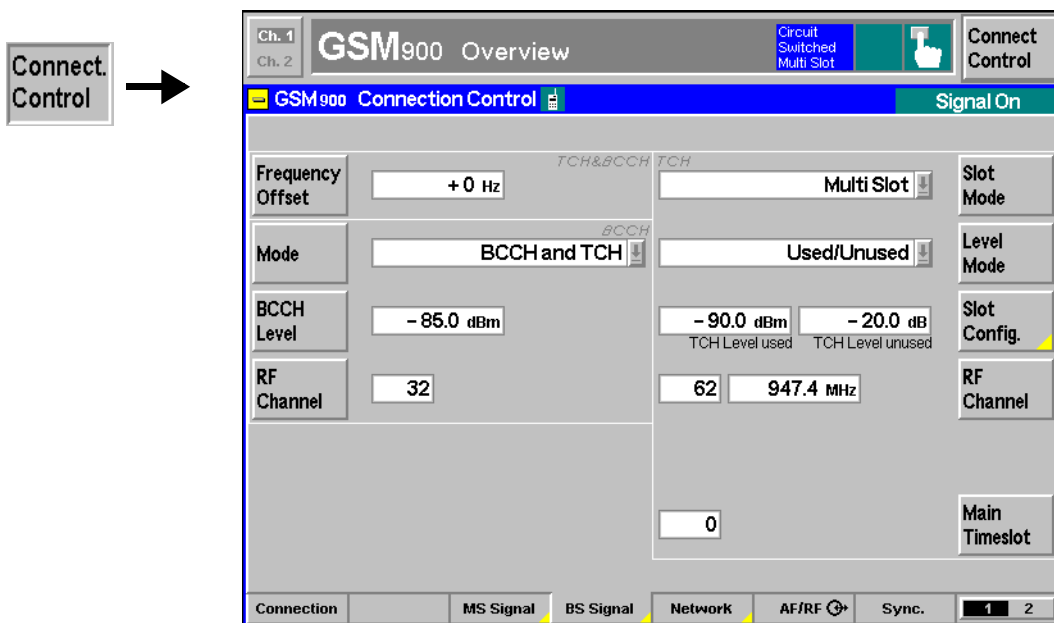 Connect.
Control
Ch. 1
Ch. 2
GSM900 Overview
Circuit
Switched
Multi Slot
Connect
Control
GSM900 Connection Control
Signal On
TCH&BCCH
TCH
Frequency
Offset
+0 Hz
Multi Slot
Slot
Mode
BCCH
Mode
BCCH and TCH
Used/Unused
Level
Mode
BCCH
Level
–85.0 dBm
–90.0 dBm
–20.0 dB
TCH Level used
TCH Level unused
Slot
Config.
RF
Channel
32
62
947.4 MHz
RF
Channel
0
Main
Timeslot
Connection
MS Signal
BS Signal
Network
AF/RF
Sync.
1 2